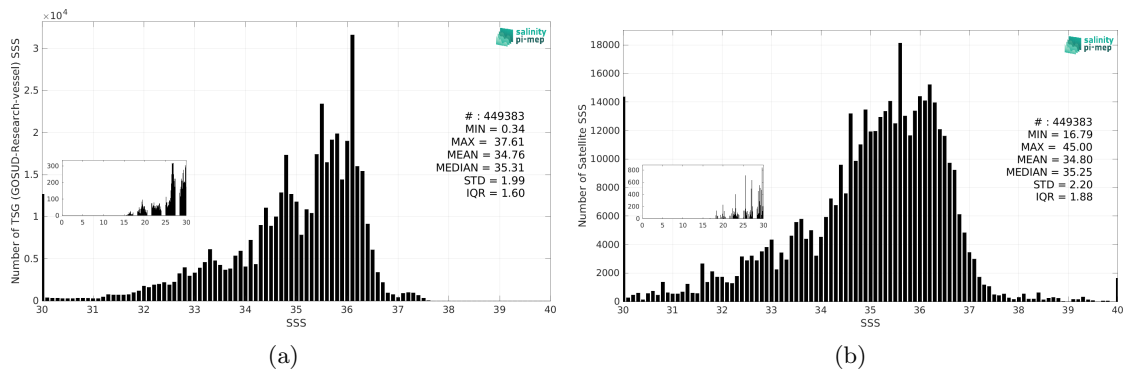 ×10⁴
Number of TSG (GOSUD-Research-vessel) SSS
3
2.5
2
1.5
1
0.5
0
30 31 32 33 34 35 36 37 38 39 40
SSS
salinity
pi-mep
# : 449383
MIN = 0.34
MAX = 37.61
MEAN = 34.76
MEDIAN = 35.31
STD = 1.99
IQR = 1.60
300
200
100
0
0 5 10 15 20 25 30
(a)
Number of Satellite SSS
18000
16000
14000
12000
10000
8000
6000
4000
2000
0
30 31 32 33 34 35 36 37 38 39 40
SSS
salinity
pi-mep
# : 449383
MIN = 16.79
MAX = 45.00
MEAN = 34.80
MEDIAN = 35.25
STD = 2.20
IQR = 1.88
800
600
400
200
0
0 5 10 15 20 25 30
(b)